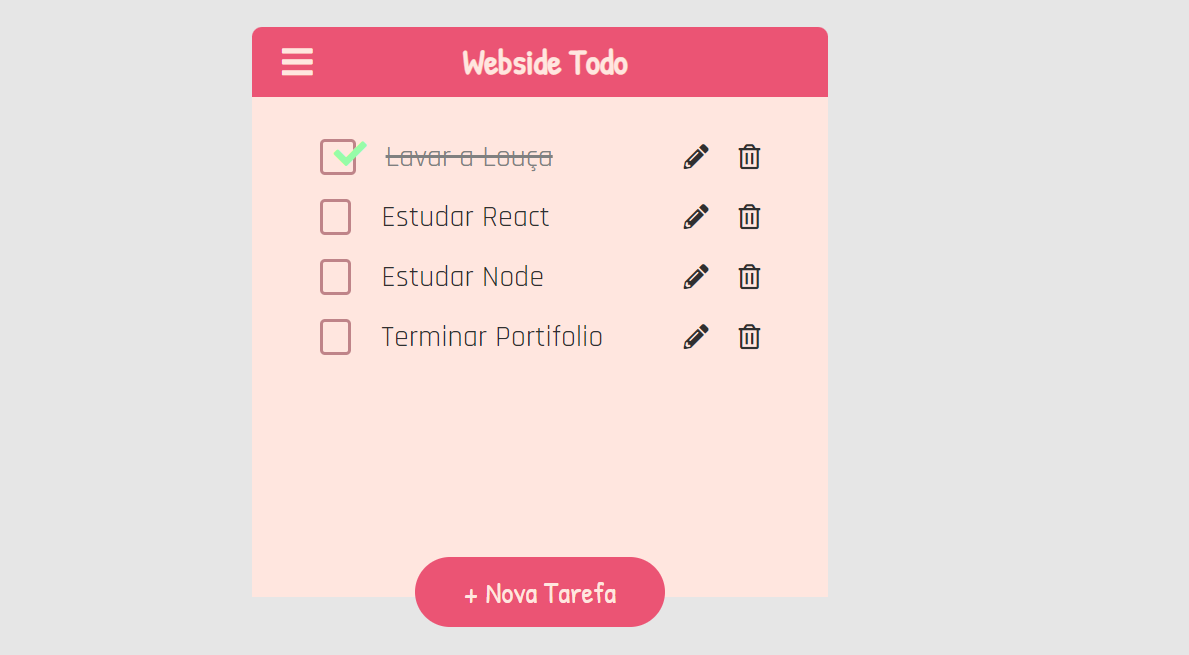 Webside Todo
Lavar a Louça
Estudar React
Estudar Node
Terminar Portifolio
+ Nova Tarefa